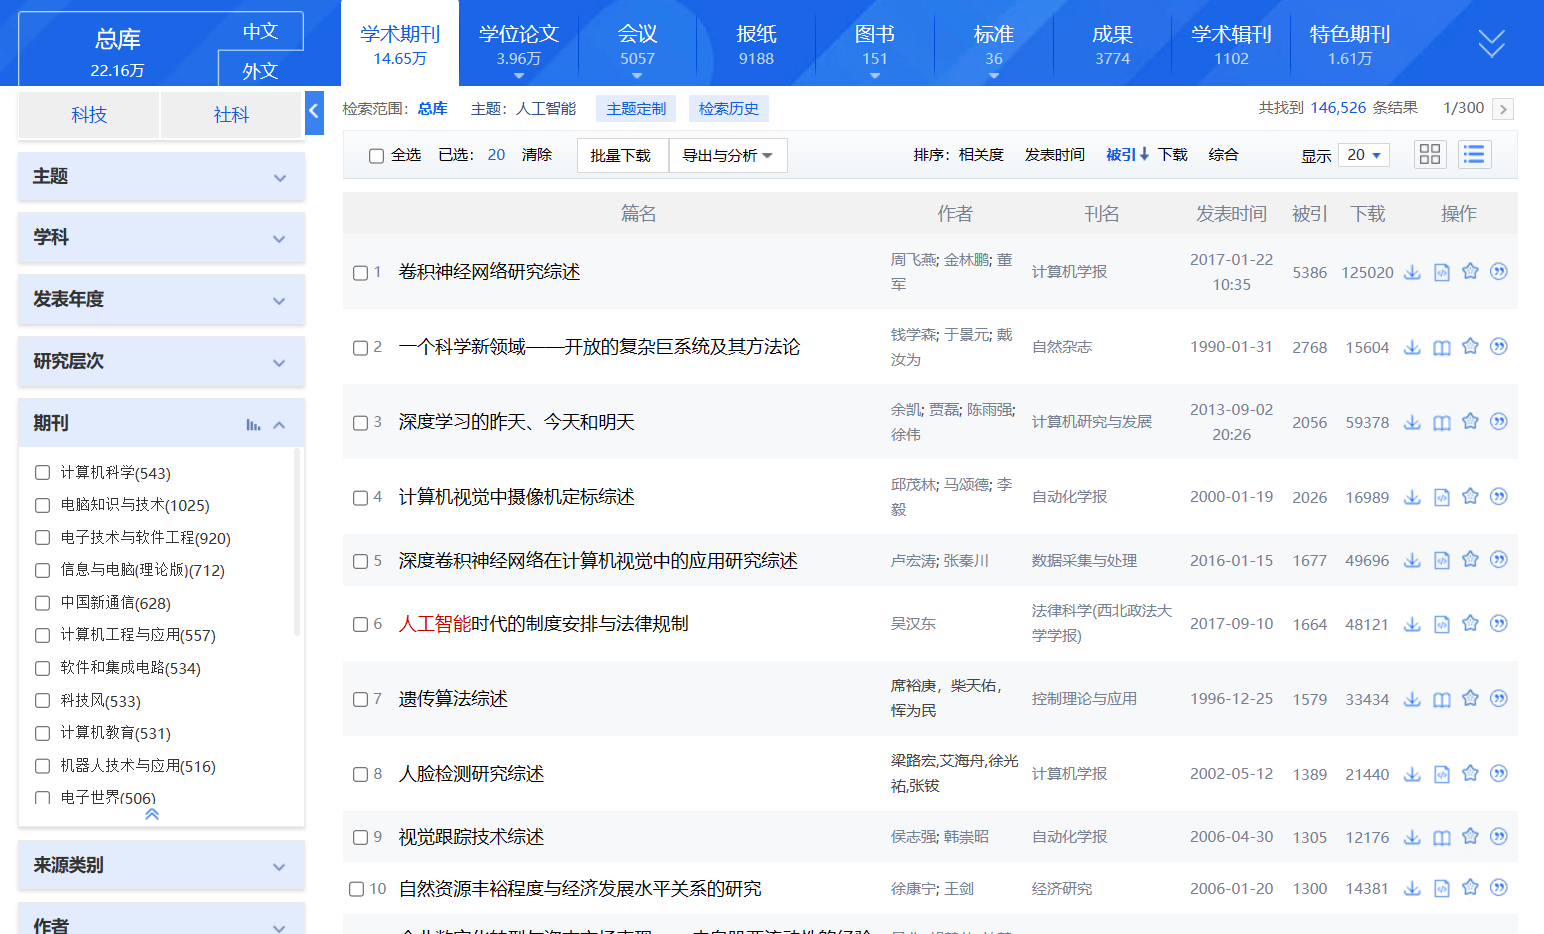 总库
22.16万
中文
外文
学术期刊
14.65万
学位论文
3.96万
会议
5057
报纸
9188
图书
151
标准
36
成果
3774
学术辑刊
1102
特色期刊
1.61万
科技
社科
检索范围：总库 主题：人工智能 主题定制 检索历史
共找到 146,526 条结果 1/300
全选 已选：20 清除 批量下载 导出与分析
排序：相关度 发表时间 被引↓ 下载 综合 显示 20
主题
学科
发表年度
研究层次
期刊
计算机科学(543)
电脑知识与技术(1025)
电子技术与软件工程(920)
信息与电脑(理论版)(712)
中国新通信(628)
计算机工程与应用(557)
软件和集成电路(534)
科技风(533)
计算机教育(531)
机器人技术与应用(516)
电子世界(506)
来源类别
作者
篇名 作者 刊名 发表时间 被引 下载 操作
1 卷积神经网络研究综述 周飞燕; 金林鹏; 董军 计算机学报 2017-01-22 10:35 5386 125020
2 一个科学新领域——开放的复杂巨系统及其方法论 钱学森; 于景元; 戴汝为 自然杂志 1990-01-31 2768 15604
3 深度学习的昨天、今天和明天 余凯; 贾磊; 陈雨强; 徐伟 计算机研究与发展 2013-09-02 20:26 2056 59378
4 计算机视觉中摄像机定标综述 邱茂林; 马颂德; 李毅 自动化学报 2000-01-19 2026 16989
5 深度卷积神经网络在计算机视觉中的应用研究综述 卢宏涛; 张秦川 数据采集与处理 2016-01-15 1677 49696
6 人工智能时代的制度安排与法律规制 吴汉东 法律科学(西北政法大学学报) 2017-09-10 1664 48121
7 遗传算法综述 席裕庚，柴天佑，恽为民 控制理论与应用 1996-12-25 1579 33434
8 人脸检测研究综述 梁路宏,艾海舟,徐光祐,张钹 计算机学报 2002-05-12 1389 21440
9 视觉跟踪技术综述 侯志强; 韩崇昭 自动化学报 2006-04-30 1305 12176
10 自然资源丰裕程度与经济发展水平关系的研究 徐康宁; 王剑 经济研究 2006-01-20 1300 14381